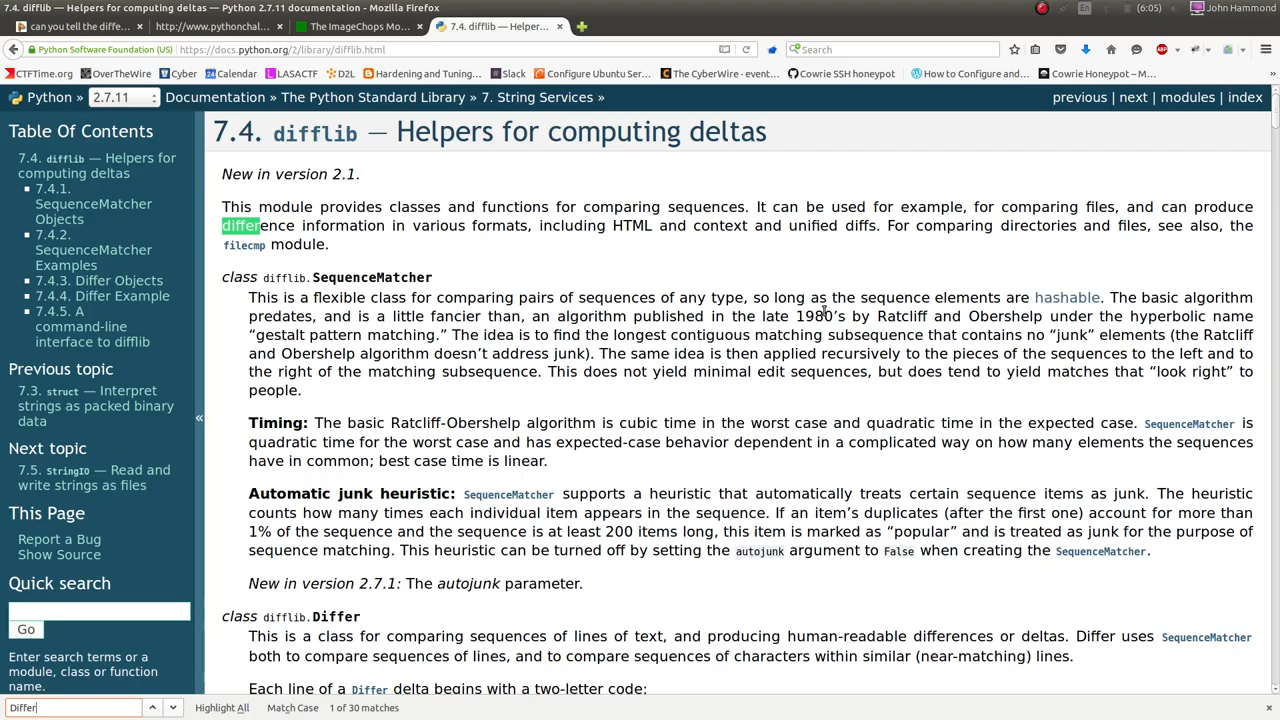 7.4. difflib — Helpers for computing deltas — Python 2.7.11 documentation - Mozilla Firefox
En
(6:05)
John Hammond
can you tell the diffe...
http://www.pythonchal...
The ImageChops Mo...
7.4. difflib — Helper...
Python Software Foundation (US)
https://docs.python.org/2/library/difflib.html
Search
ABP
CTFTime.org
OverTheWire
Cyber
Calendar
LASACTF
D2L
Hardening and Tuning...
Slack
Configure Ubuntu Ser...
The CyberWire - event...
Cowrie SSH honeypot
How to Configure and...
Cowrie Honeypot – M...
Python »
2.7.11
Documentation » The Python Standard Library » 7. String Services »
previous | next | modules | index
Table Of Contents
7.4. difflib — Helpers for
computing deltas
7.4.1.
SequenceMatcher
Objects
7.4.2.
SequenceMatcher
Examples
7.4.3. Differ Objects
7.4.4. Differ Example
7.4.5. A
command-line
interface to difflib
Previous topic
7.3. struct — Interpret
strings as packed binary
data
Next topic
7.5. StringIO — Read and
write strings as files
This Page
Report a Bug
Show Source
Quick search
Go
Enter search terms or a
module, class or function
name.
«
7.4. difflib — Helpers for computing deltas
New in version 2.1.
This module provides classes and functions for comparing sequences. It can be used for example, for comparing files, and can produce
difference information in various formats, including HTML and context and unified diffs. For comparing directories and files, see also, the
filecmp module.
class difflib.SequenceMatcher
This is a flexible class for comparing pairs of sequences of any type, so long as the sequence elements are hashable. The basic algorithm
predates, and is a little fancier than, an algorithm published in the late 1980’s by Ratcliff and Obershelp under the hyperbolic name
“gestalt pattern matching.” The idea is to find the longest contiguous matching subsequence that contains no “junk” elements (the Ratcliff
and Obershelp algorithm doesn’t address junk). The same idea is then applied recursively to the pieces of the sequences to the left and to
the right of the matching subsequence. This does not yield minimal edit sequences, but does tend to yield matches that “look right” to
people.
Timing: The basic Ratcliff-Obershelp algorithm is cubic time in the worst case and quadratic time in the expected case. SequenceMatcher is
quadratic time for the worst case and has expected-case behavior dependent in a complicated way on how many elements the sequences
have in common; best case time is linear.
Automatic junk heuristic: SequenceMatcher supports a heuristic that automatically treats certain sequence items as junk. The heuristic
counts how many times each individual item appears in the sequence. If an item’s duplicates (after the first one) account for more than
1% of the sequence and the sequence is at least 200 items long, this item is marked as “popular” and is treated as junk for the purpose of
sequence matching. This heuristic can be turned off by setting the autojunk argument to False when creating the SequenceMatcher.
New in version 2.7.1: The autojunk parameter.
class difflib.Differ
This is a class for comparing sequences of lines of text, and producing human-readable differences or deltas. Differ uses SequenceMatcher
both to compare sequences of lines, and to compare sequences of characters within similar (near-matching) lines.
Each line of a Differ delta begins with a two-letter code:
Differ
Highlight All
Match Case
1 of 30 matches